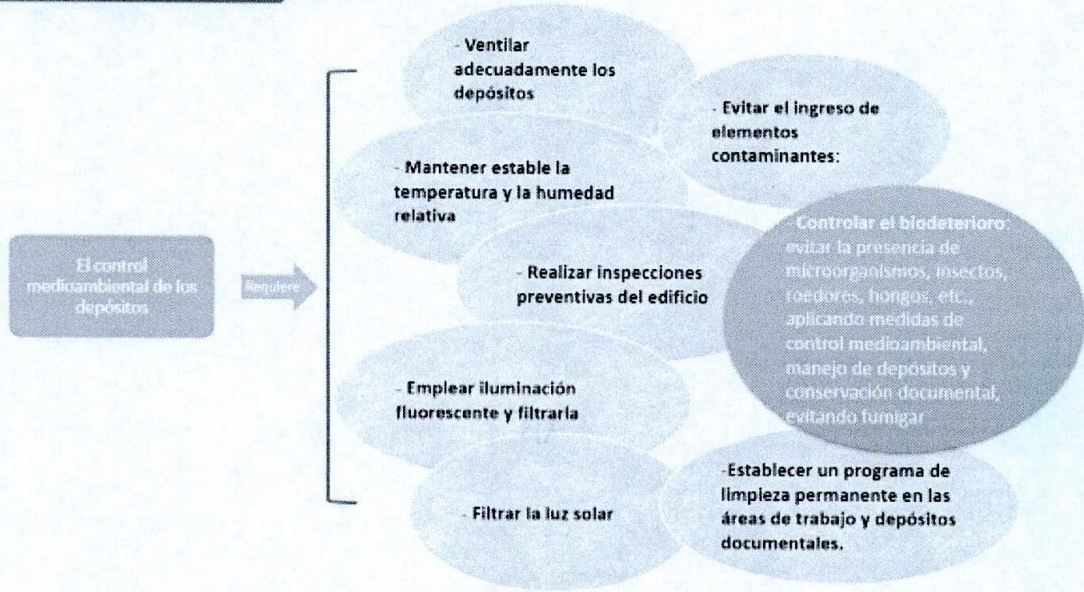 El control
medioambiental de los
depósitos
Requiere
- Ventilar
adecuadamente los
depósitos
- Evitar el ingreso de
elementos
contaminantes:
- Mantener estable la
temperatura y la humedad
relativa
- Controlar el biodeterioro:
evitar la presencia de
microorganismos, insectos,
roedores, hongos, etc.,
aplicando medidas de
control medioambiental,
manejo de depósitos y
conservación documental,
evitando fumigar
- Realizar inspecciones
preventivas del edificio
- Emplear iluminación
fluorescente y filtrarla
- Filtrar la luz solar
-Establecer un programa de
limpieza permanente en las
áreas de trabajo y depósitos
documentales.